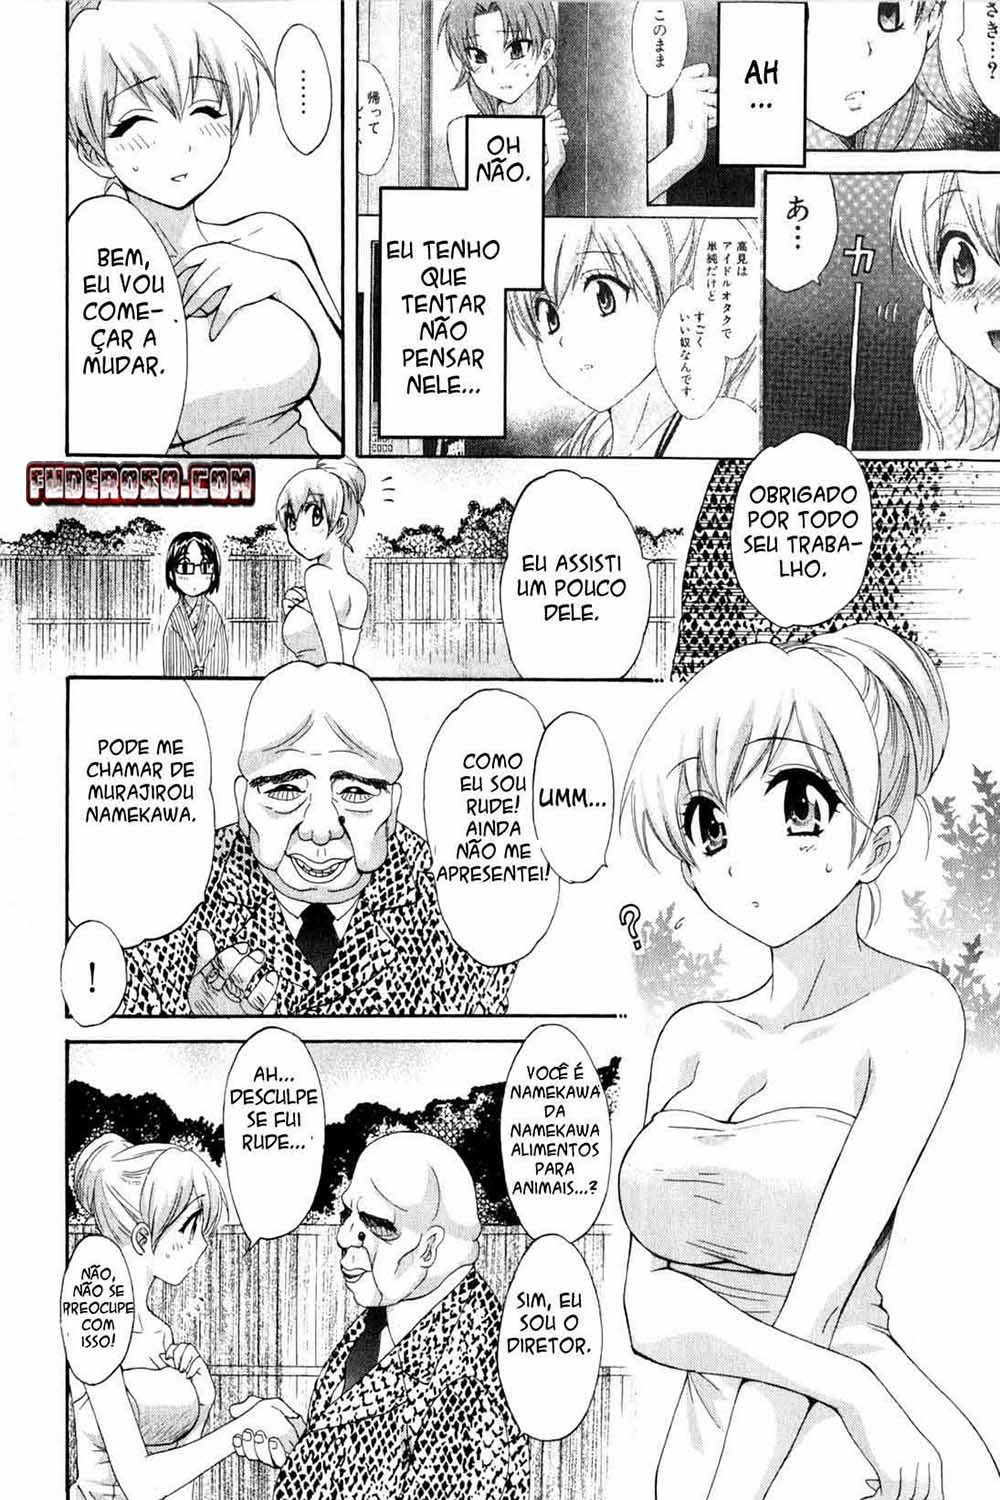 さき…?
AH
...
このまま
帰って
あ…
カーーー
高見は
アイドルオタクで
単純だけど
すごく
いい奴なんです
OH
NÃO.
EU TENHO
QUE
TENTAR
NÃO
PENSAR
NELE...
......
BEM,
EU VOU
COME-
ÇAR A
MUDAR.
FUDEROSO.COM
OBRIGADO
POR TODO
SEU TRABA-
LHO.
EU ASSISTI
UM POUCO
DELE.
?
UMM...
COMO
EU SOU
RUDE!
AINDA
NÃO ME
APRESENTEI!
PODE ME
CHAMAR DE
MURAJIROU
NAMEKAWA.
!
VOCÊ É
NAMEKAWA
DA
NAMEKAWA
ALIMENTOS
PARA
ANIMAIS...?
SIM, EU
SOU O
DIRETOR.
AH...
DESCULPE
SE FUI
RUDE...
NÃO,
NÃO SE
PREOCUPE
COM
ISSO!